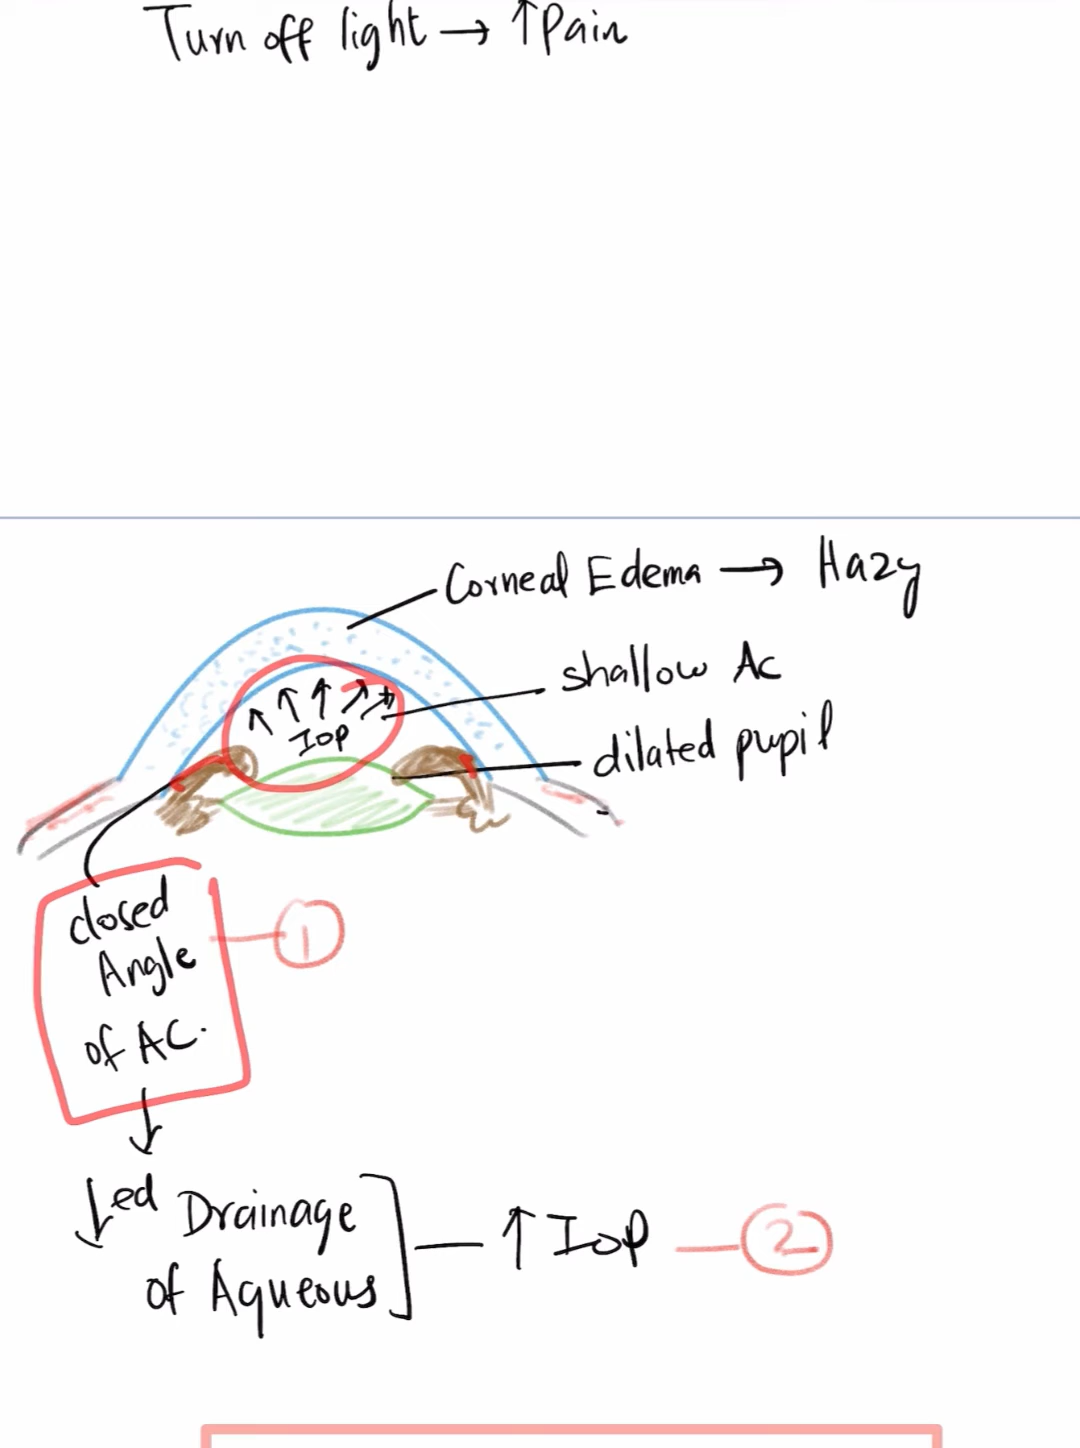 Turn off light → ↑Pain
Corneal Edema → Hazy
shallow Ac
dilated pupil
IOP
closed
Angle
of AC.
①
↓
↓ed Drainage
of Aqueous
↑ IOP
②